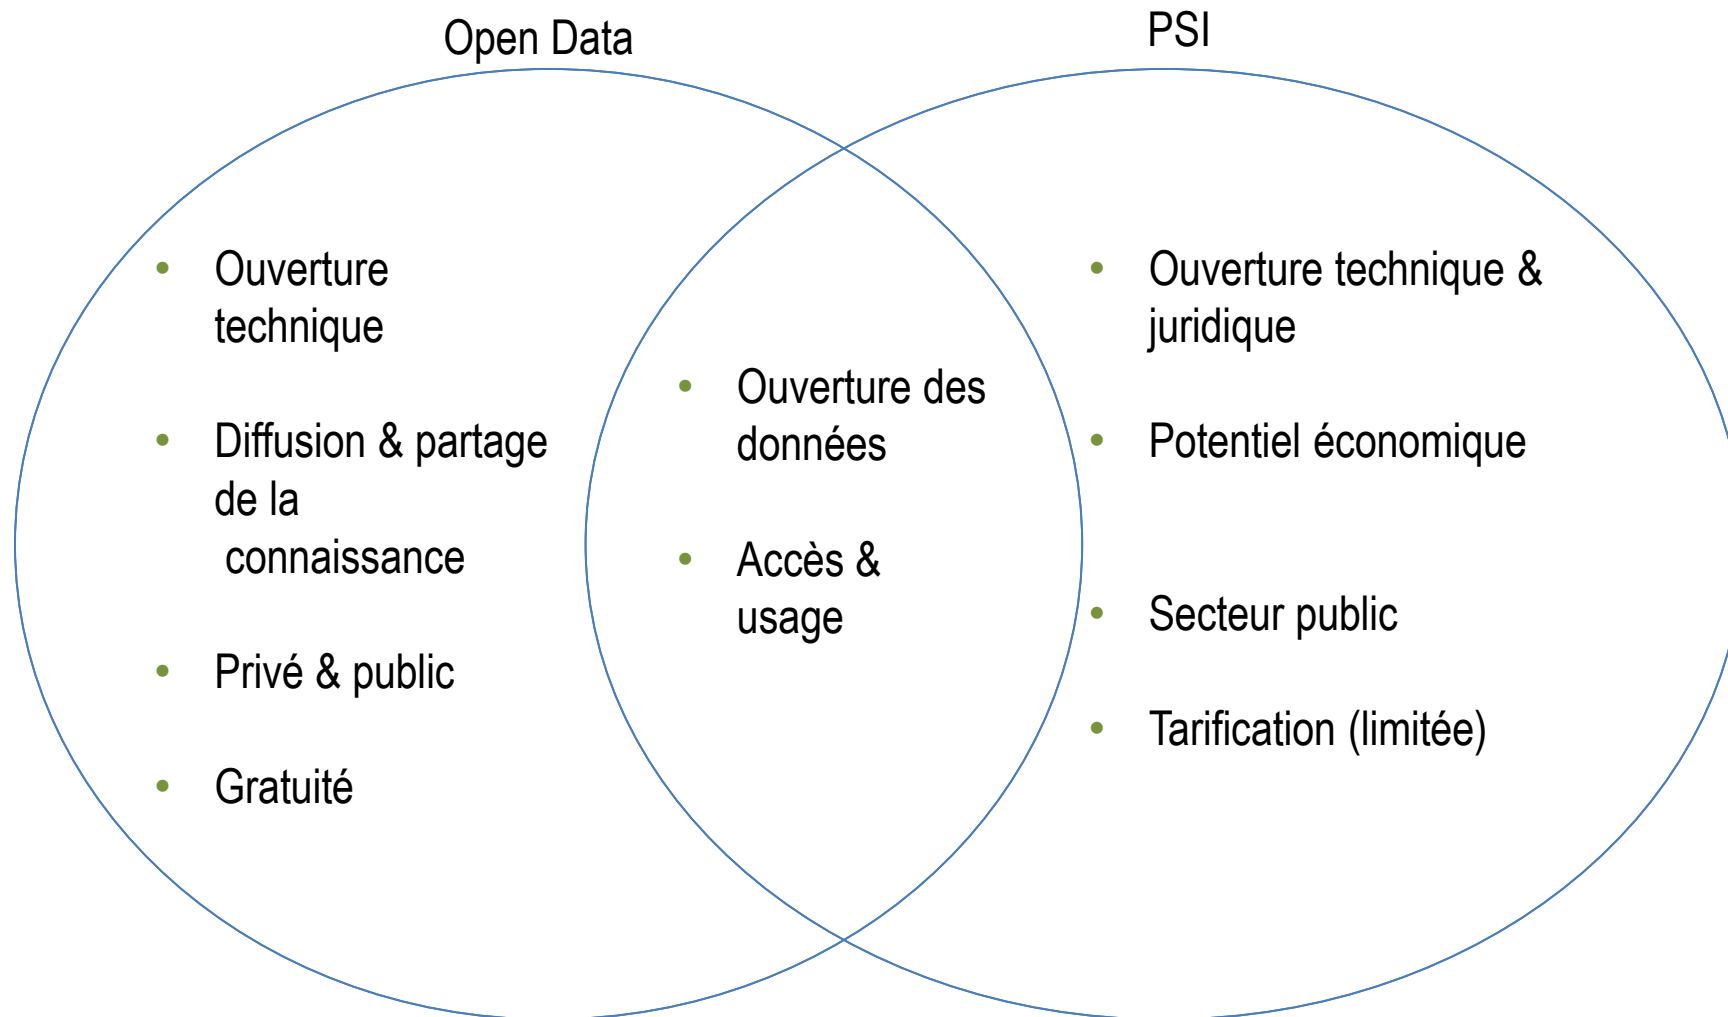 Open Data
PSI
• Ouverture
technique
• Diffusion & partage
de la
connaissance
• Privé & public
• Gratuité
• Ouverture des
données
• Accès &
usage
• Ouverture technique &
juridique
• Potentiel économique
• Secteur public
• Tarification (limitée)